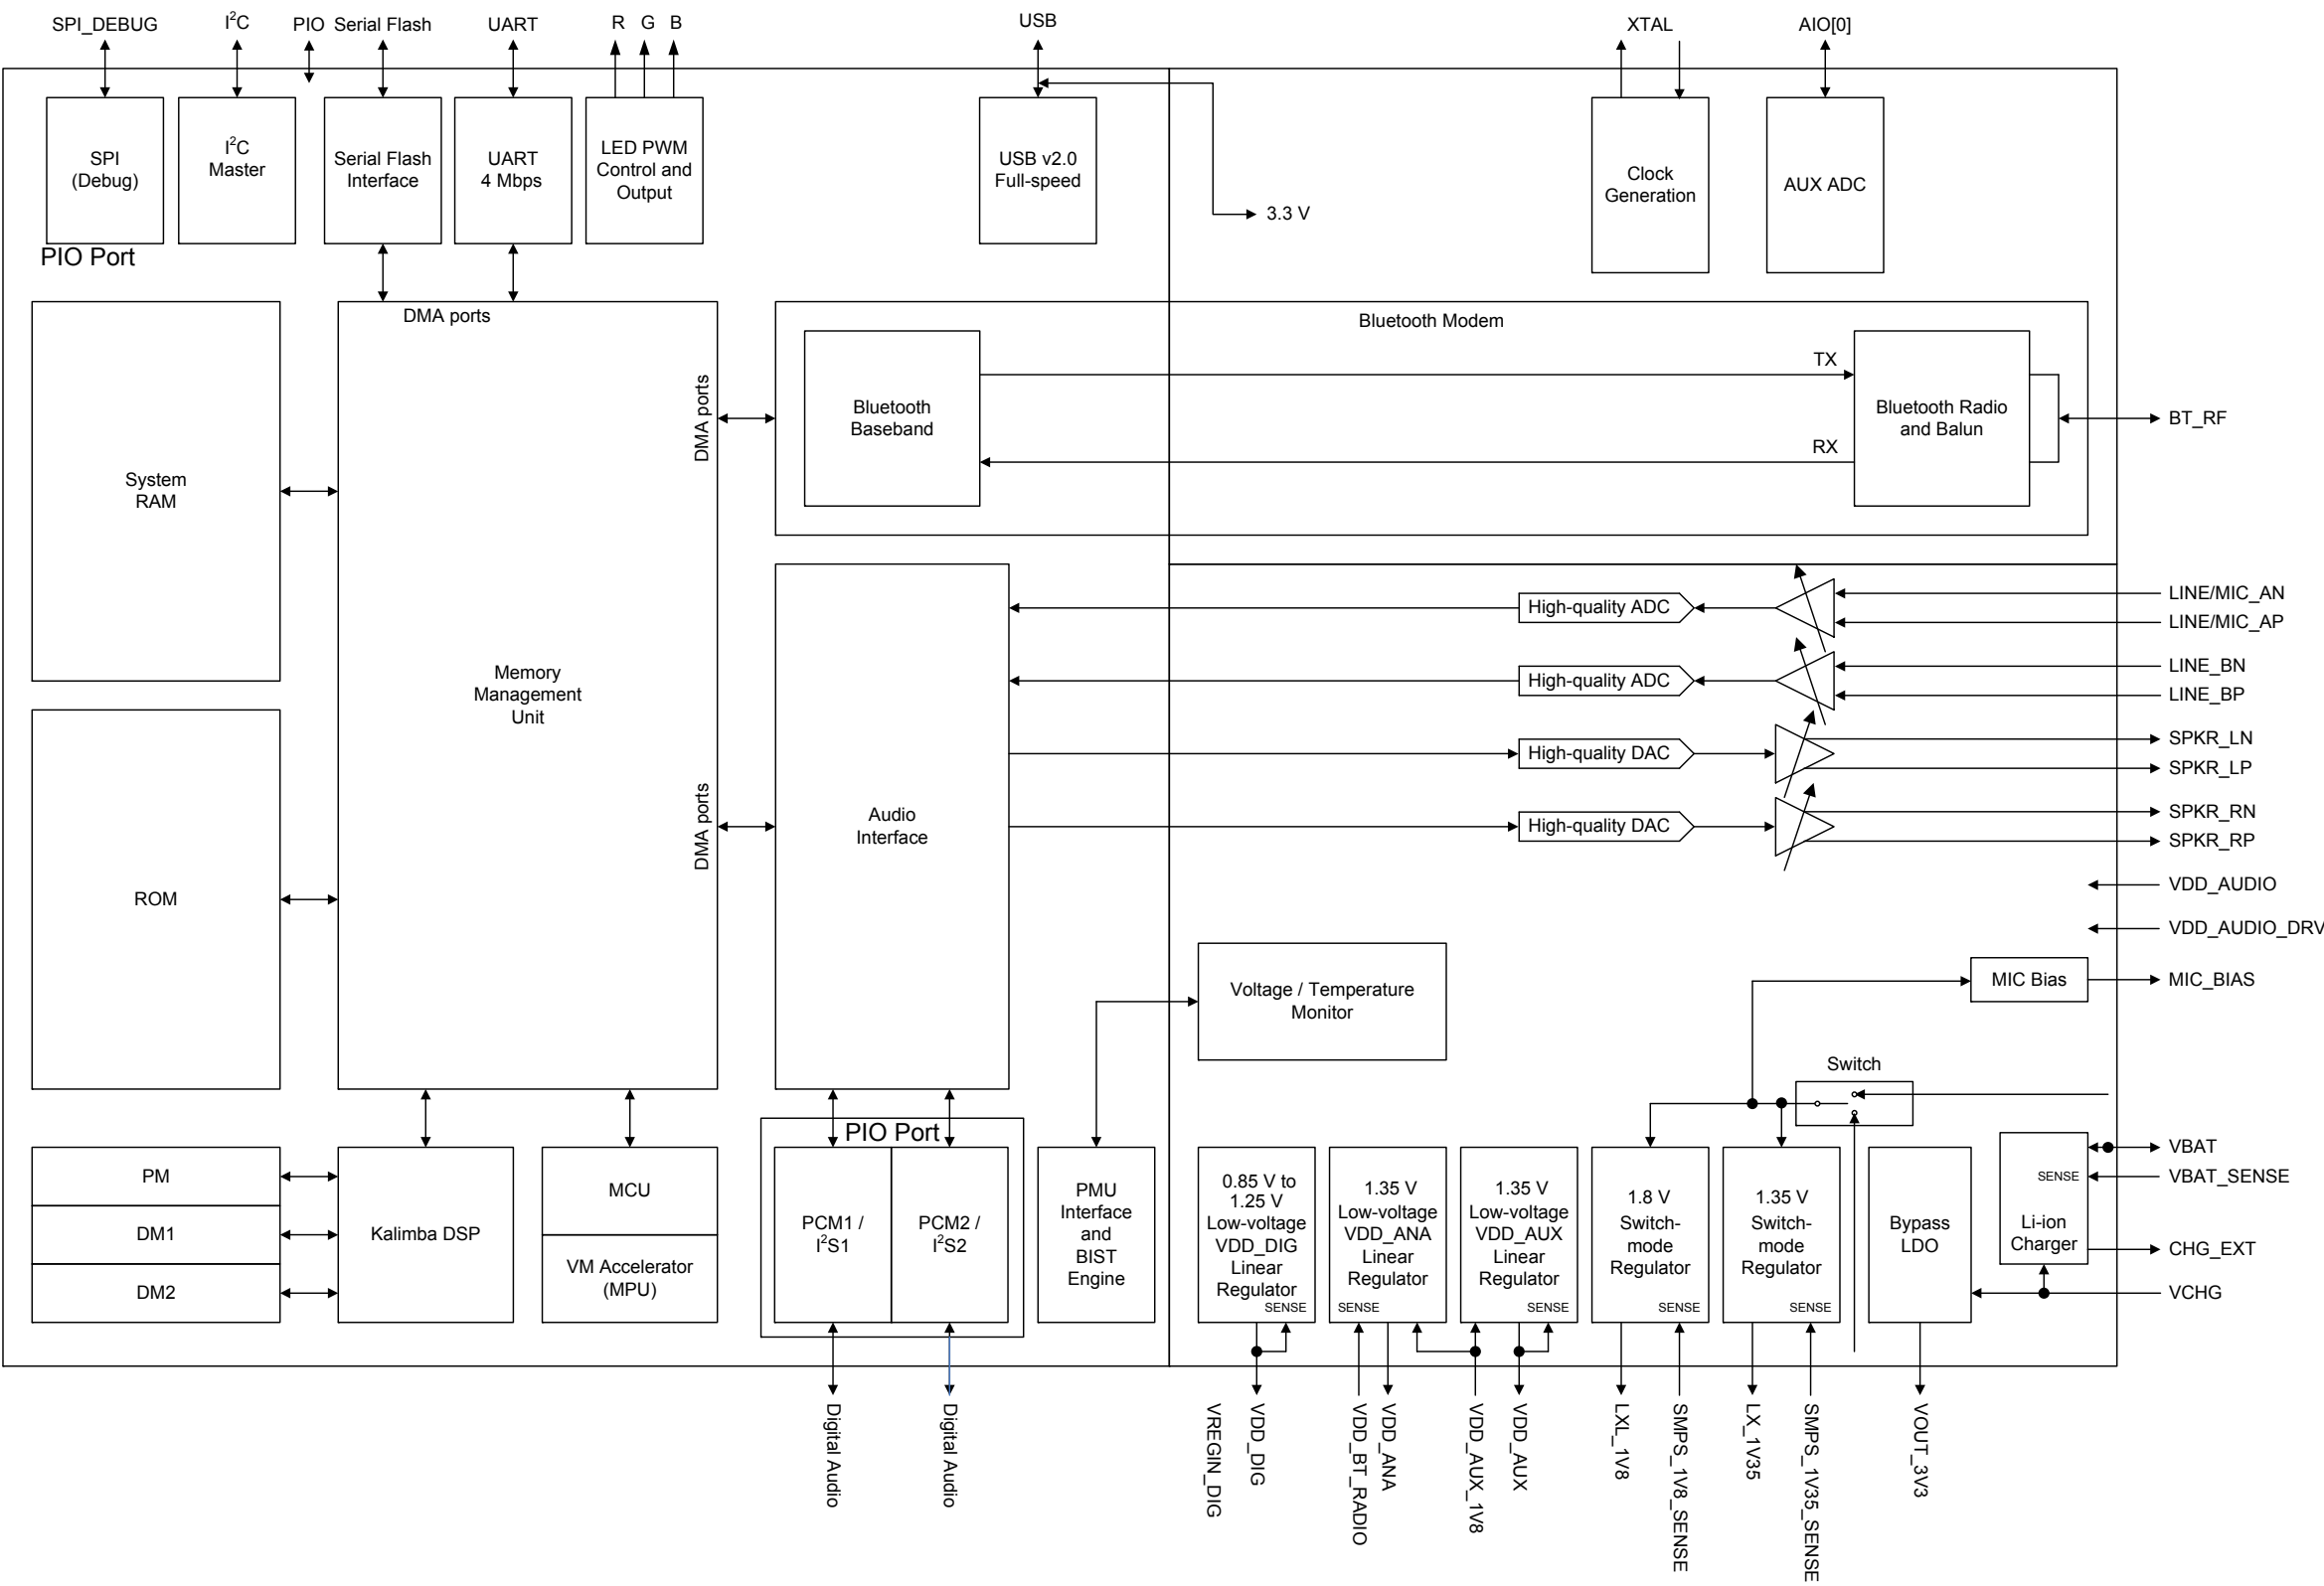 SPI_DEBUG
I²C
PIO
Serial Flash
UART
R G B
USB
XTAL
AIO[0]
SPI
(Debug)
I²C
Master
Serial Flash
Interface
UART
4 Mbps
LED PWM
Control and
Output
USB v2.0
Full-speed
Clock
Generation
AUX ADC
3.3 V
PIO Port
DMA ports
Bluetooth Modem
System
RAM
DMA ports
Bluetooth
Baseband
TX
RX
Bluetooth Radio
and Balun
BT_RF
Memory
Management
Unit
High-quality ADC
LINE/MIC_AN
LINE/MIC_AP
High-quality ADC
LINE_BN
LINE_BP
High-quality DAC
SPKR_LN
SPKR_LP
DMA ports
Audio
Interface
High-quality DAC
SPKR_RN
SPKR_RP
ROM
VDD_AUDIO
VDD_AUDIO_DRV
Voltage / Temperature
Monitor
MIC Bias
MIC_BIAS
Switch
PIO Port
PM
DM1
DM2
Kalimba DSP
MCU
VM Accelerator
(MPU)
PCM1 /
I²S1
PCM2 /
I²S2
PMU
Interface
and
BIST
Engine
0.85 V to
1.25 V
Low-voltage
VDD_DIG
Linear
Regulator
SENSE
1.35 V
Low-voltage
VDD_ANA
Linear
Regulator
SENSE
1.35 V
Low-voltage
VDD_AUX
Linear
Regulator
SENSE
1.8 V
Switch-
mode
Regulator
SENSE
1.35 V
Switch-
mode
Regulator
SENSE
Bypass
LDO
SENSE
Li-ion
Charger
VBAT
VBAT_SENSE
CHG_EXT
VCHG
Digital Audio
Digital Audio
VREGIN_DIG
VDD_DIG
VDD_BT_RADIO
VDD_ANA
VDD_AUX_1V8
VDD_AUX
LXL_1V8
SMPS_1V8_SENSE
LX_1V35
SMPS_1V35_SENSE
VOUT_3V3